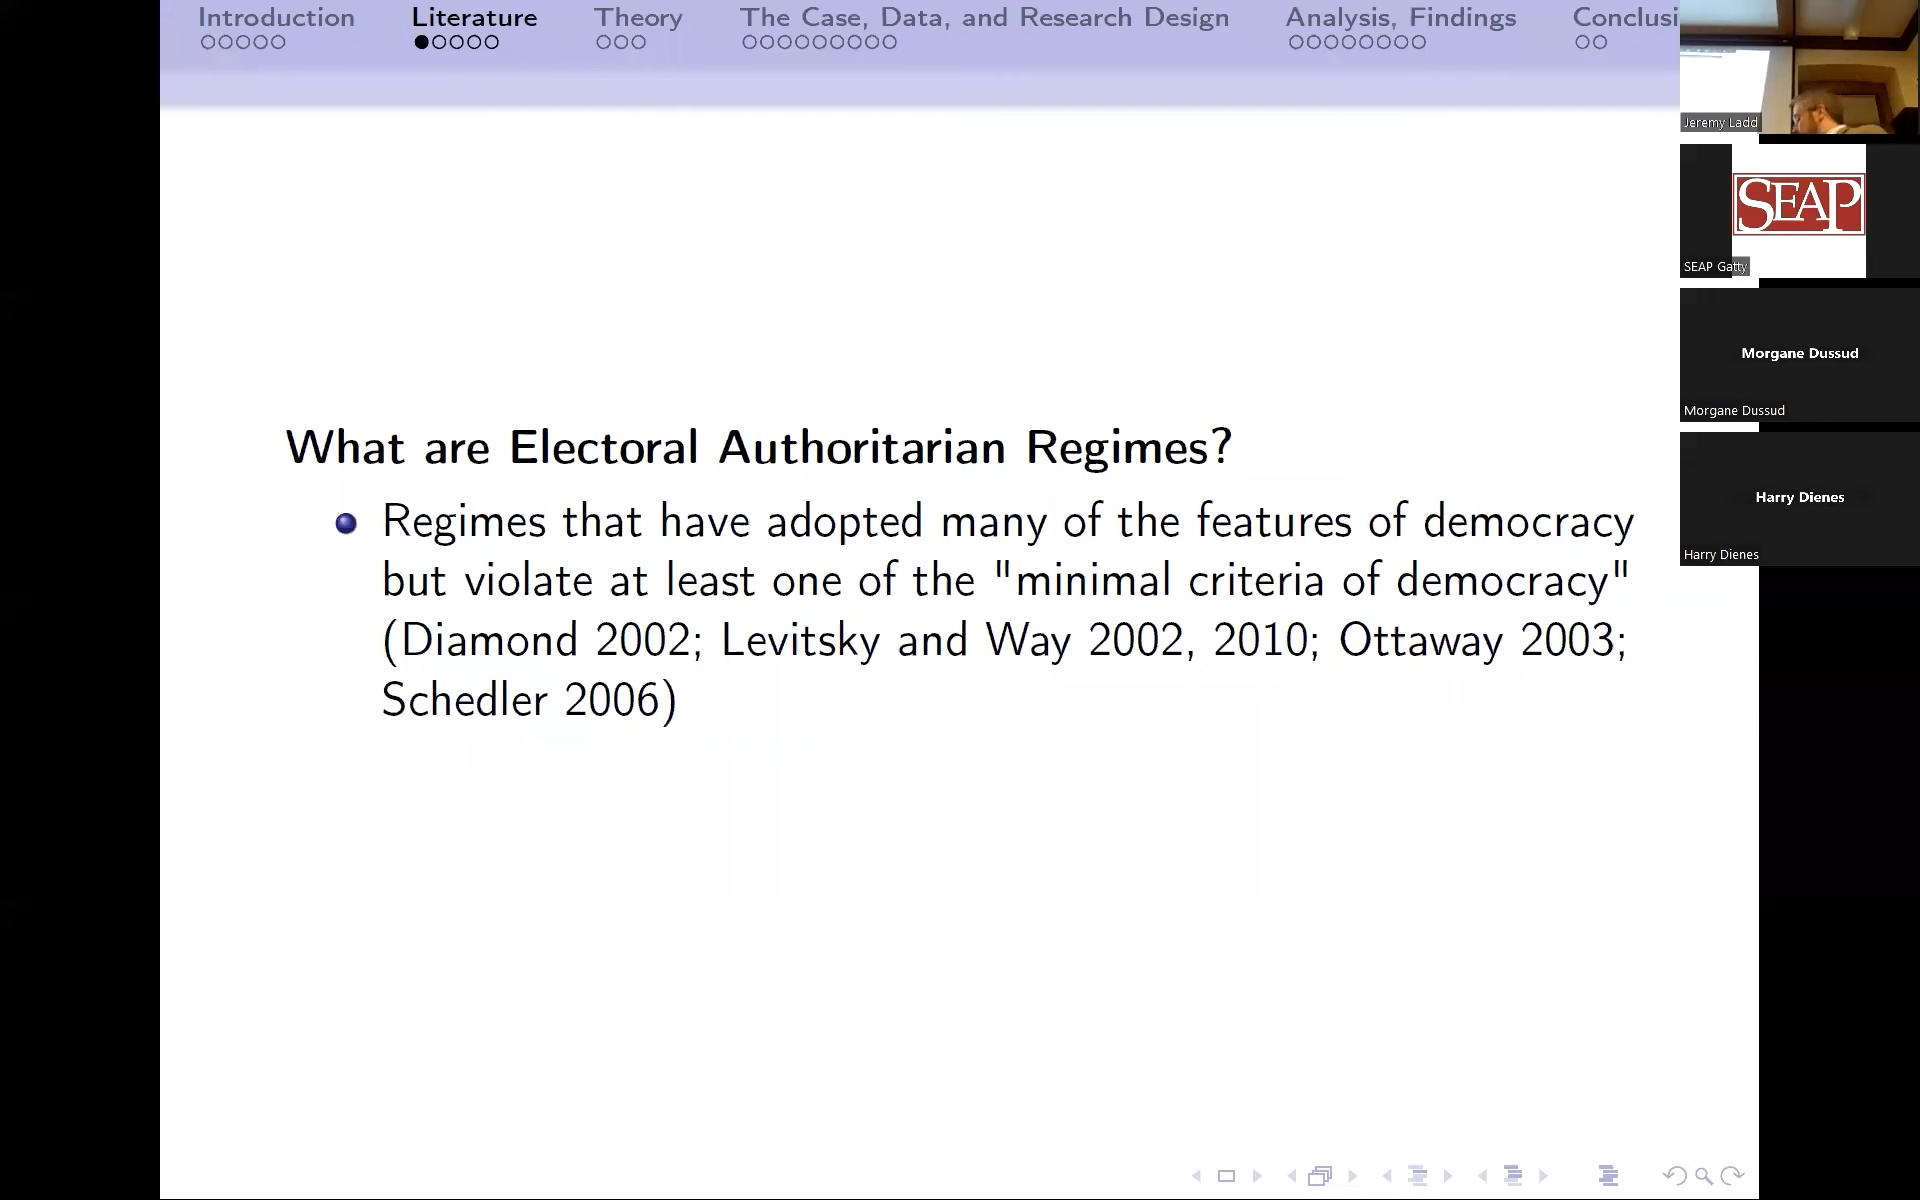 Introduction
Literature
Theory
The Case, Data, and Research Design
Analysis, Findings
Conclusi
What are Electoral Authoritarian Regimes?
Regimes that have adopted many of the features of democracy
but violate at least one of the "minimal criteria of democracy"
(Diamond 2002; Levitsky and Way 2002, 2010; Ottaway 2003;
Schedler 2006)
Jeremy Ladd
SEAP
SEAP Gatty
Morgane Dussud
Morgane Dussud
Harry Dienes
Harry Dienes